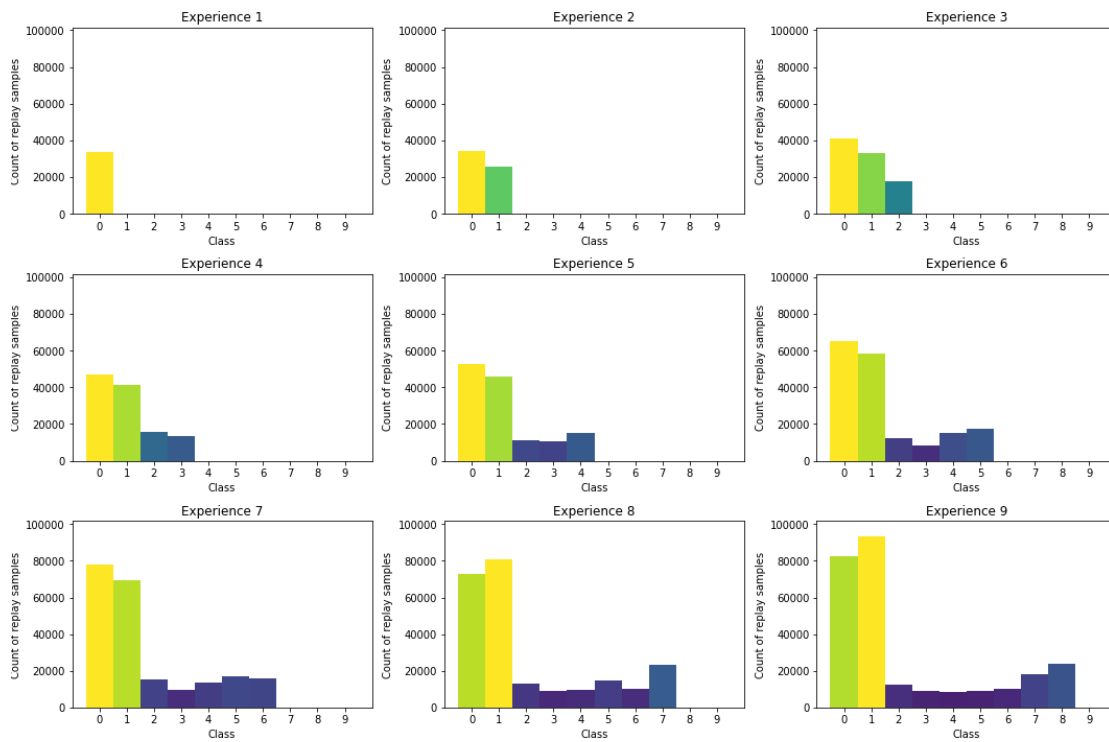 Experience 1
Count of replay samples
100000
80000
60000
40000
20000
0
0 1 2 3 4 5 6 7 8 9
Class
Experience 2
Count of replay samples
100000
80000
60000
40000
20000
0
0 1 2 3 4 5 6 7 8 9
Class
Experience 3
Count of replay samples
100000
80000
60000
40000
20000
0
0 1 2 3 4 5 6 7 8 9
Class
Experience 4
Count of replay samples
100000
80000
60000
40000
20000
0
0 1 2 3 4 5 6 7 8 9
Class
Experience 5
Count of replay samples
100000
80000
60000
40000
20000
0
0 1 2 3 4 5 6 7 8 9
Class
Experience 6
Count of replay samples
100000
80000
60000
40000
20000
0
0 1 2 3 4 5 6 7 8 9
Class
Experience 7
Count of replay samples
100000
80000
60000
40000
20000
0
0 1 2 3 4 5 6 7 8 9
Class
Experience 8
Count of replay samples
100000
80000
60000
40000
20000
0
0 1 2 3 4 5 6 7 8 9
Class
Experience 9
Count of replay samples
100000
80000
60000
40000
20000
0
0 1 2 3 4 5 6 7 8 9
Class